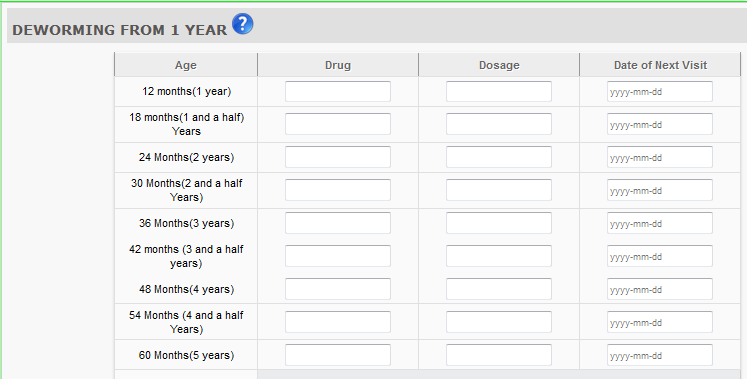 DEWORMING FROM 1 YEAR ?
Age Drug Dosage Date of Next Visit
12 months(1 year) yyyy-mm-dd
18 months(1 and a half)
Years yyyy-mm-dd
24 Months(2 years) yyyy-mm-dd
30 Months(2 and a half
Years) yyyy-mm-dd
36 Months(3 years) yyyy-mm-dd
42 months (3 and a half
years) yyyy-mm-dd
48 Months(4 years) yyyy-mm-dd
54 Months (4 and a half
Years) yyyy-mm-dd
60 Months(5 years) yyyy-mm-dd